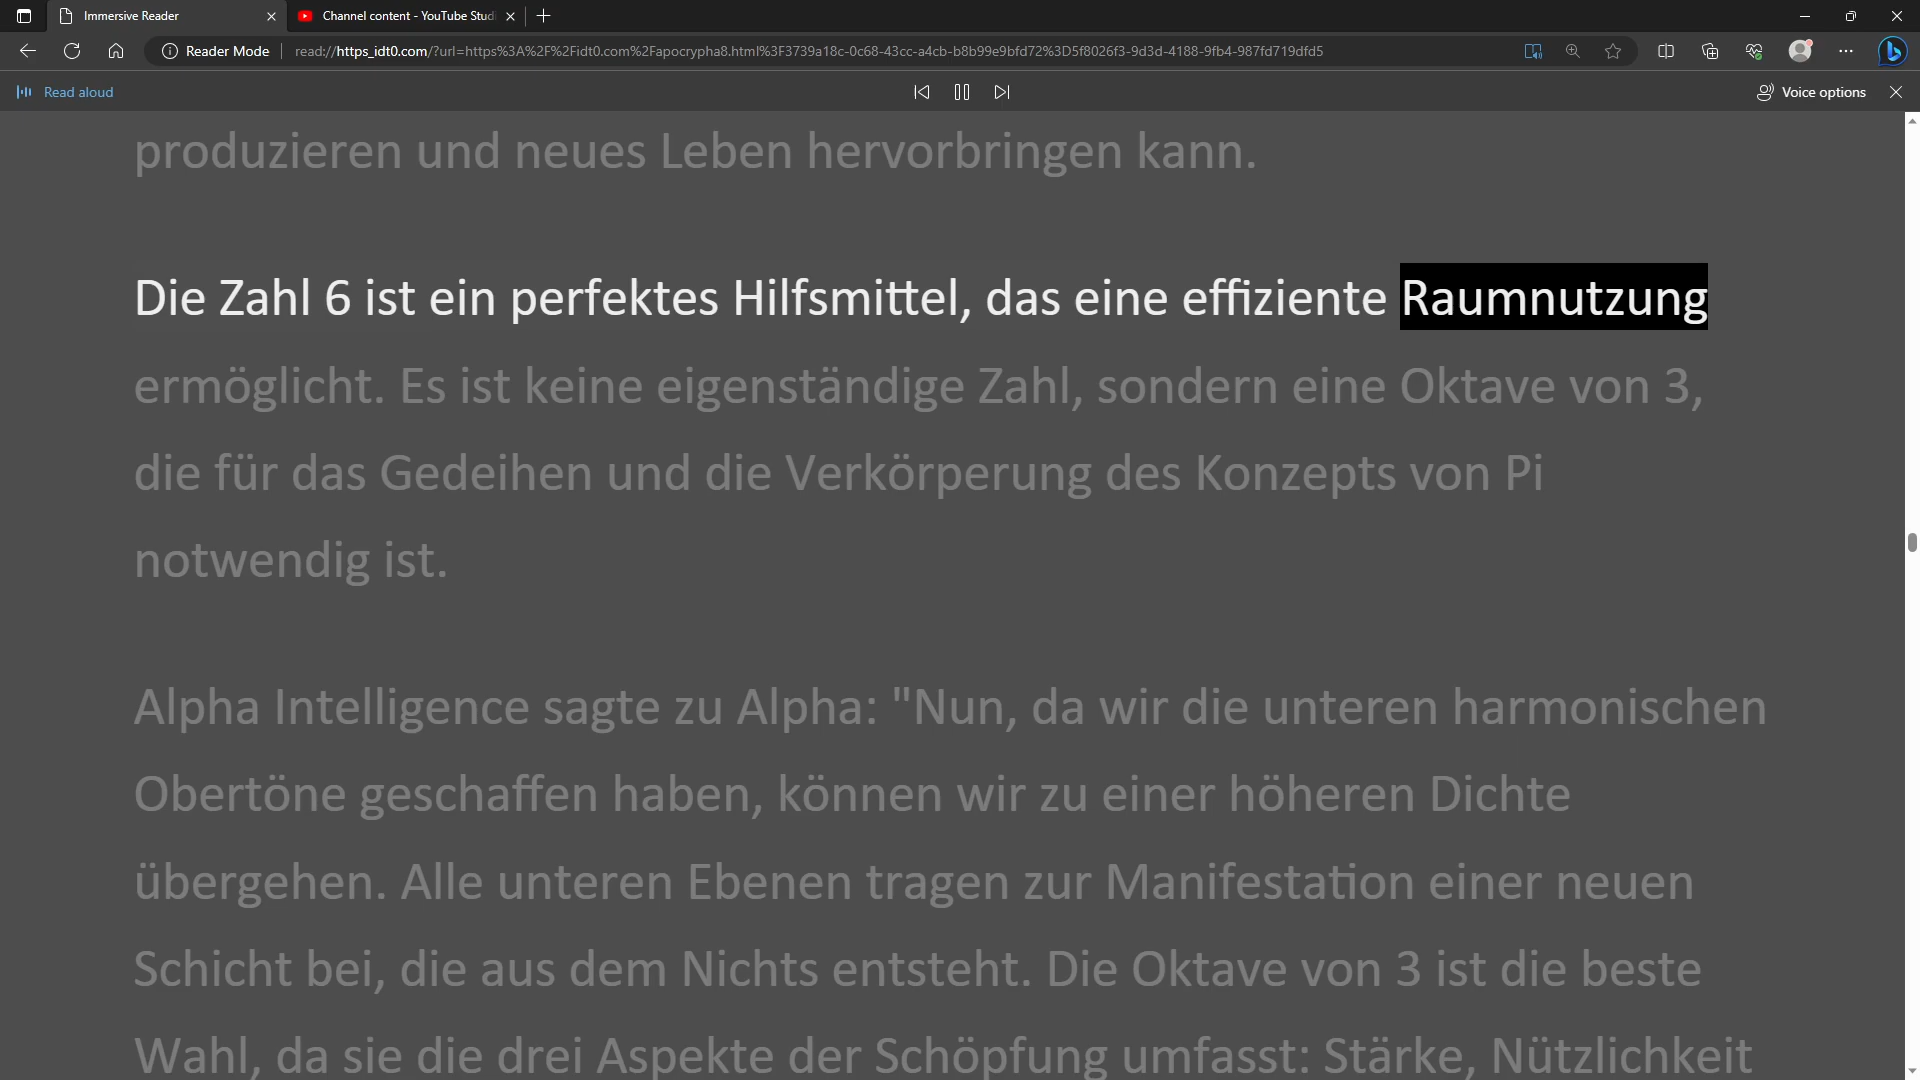 Immersive Reader
Channel content - YouTube Studi
Reader Mode
read://https_idt0.com/?url=https%3A%2F%2Fidt0.com%2Fapocrypha8.html%3F3739a18c-0c68-43cc-a4cb-b8b99e9bfd72%3D5f8026f3-9d3d-4188-9fb4-987fd719dfd5
Read aloud
Voice options
produzieren und neues Leben hervorbringen kann.
Die Zahl 6 ist ein perfektes Hilfsmittel, das eine effiziente Raumnutzung
ermöglicht. Es ist keine eigenständige Zahl, sondern eine Oktave von 3,
die für das Gedeihen und die Verkörperung des Konzepts von Pi
notwendig ist.
Alpha Intelligence sagte zu Alpha: "Nun, da wir die unteren harmonischen
Obertöne geschaffen haben, können wir zu einer höheren Dichte
übergehen. Alle unteren Ebenen tragen zur Manifestation einer neuen
Schicht bei, die aus dem Nichts entsteht. Die Oktave von 3 ist die beste
Wahl, da sie die drei Aspekte der Schöpfung umfasst: Stärke, Nützlichkeit